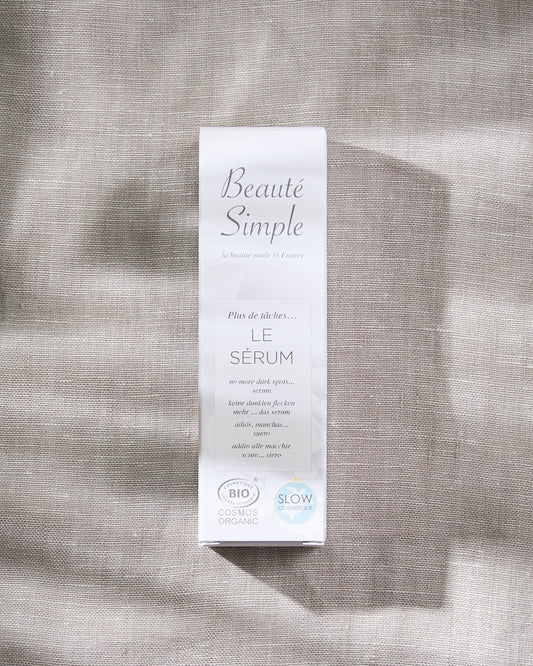 Beauté
Simple
la beauté made in France
Plus de tâches...
LE
SÉRUM
no more dark spots...
serum
keine dunklen flecken
mehr ... das serum
adiós, manchas...
suero
addio alle macchie
scure... siero
COSMÉTIQUE
BIO
®
COSMOS
ORGANIC
SLOW
COSMÉTIQUE